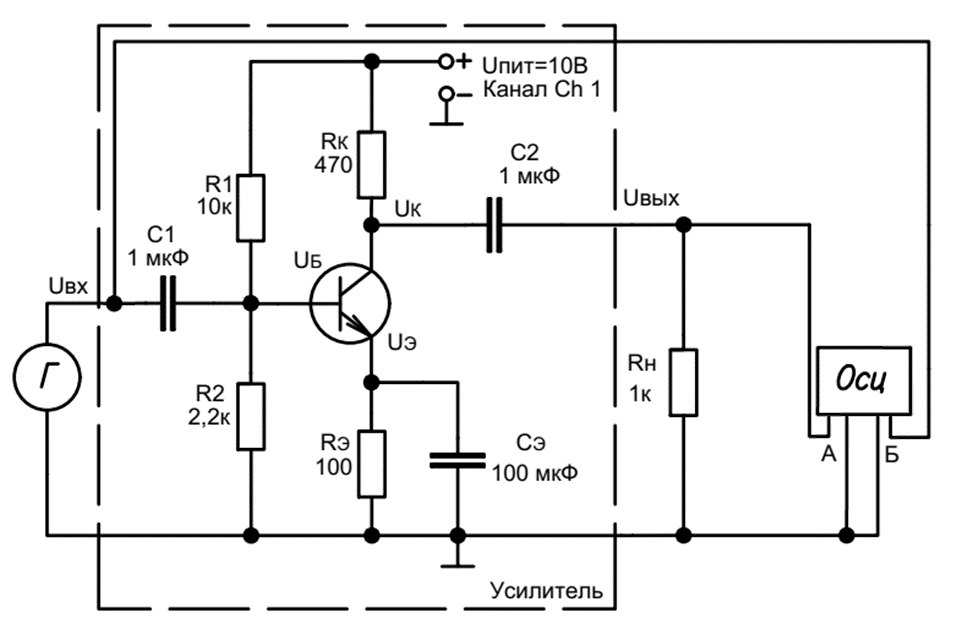 + Uпит=10В
− Канал Ch 1
Rк
470
C2
1 мкФ
R1
10к
Uк
Uвых
C1
1 мкФ
Uвх
Uб
Uэ
Г
Rн
1к
Осц
R2
2,2к
Rэ
100
Cэ
100 мкФ
А
Б
Усилитель